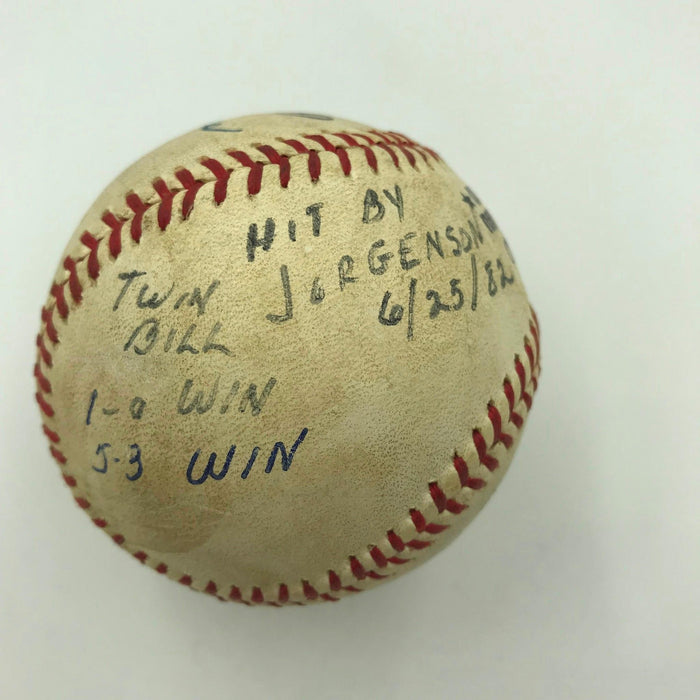 HIT BY
JORGENSON
6/25/82
TWIN
BILL
1-0 WIN
5-3 WIN